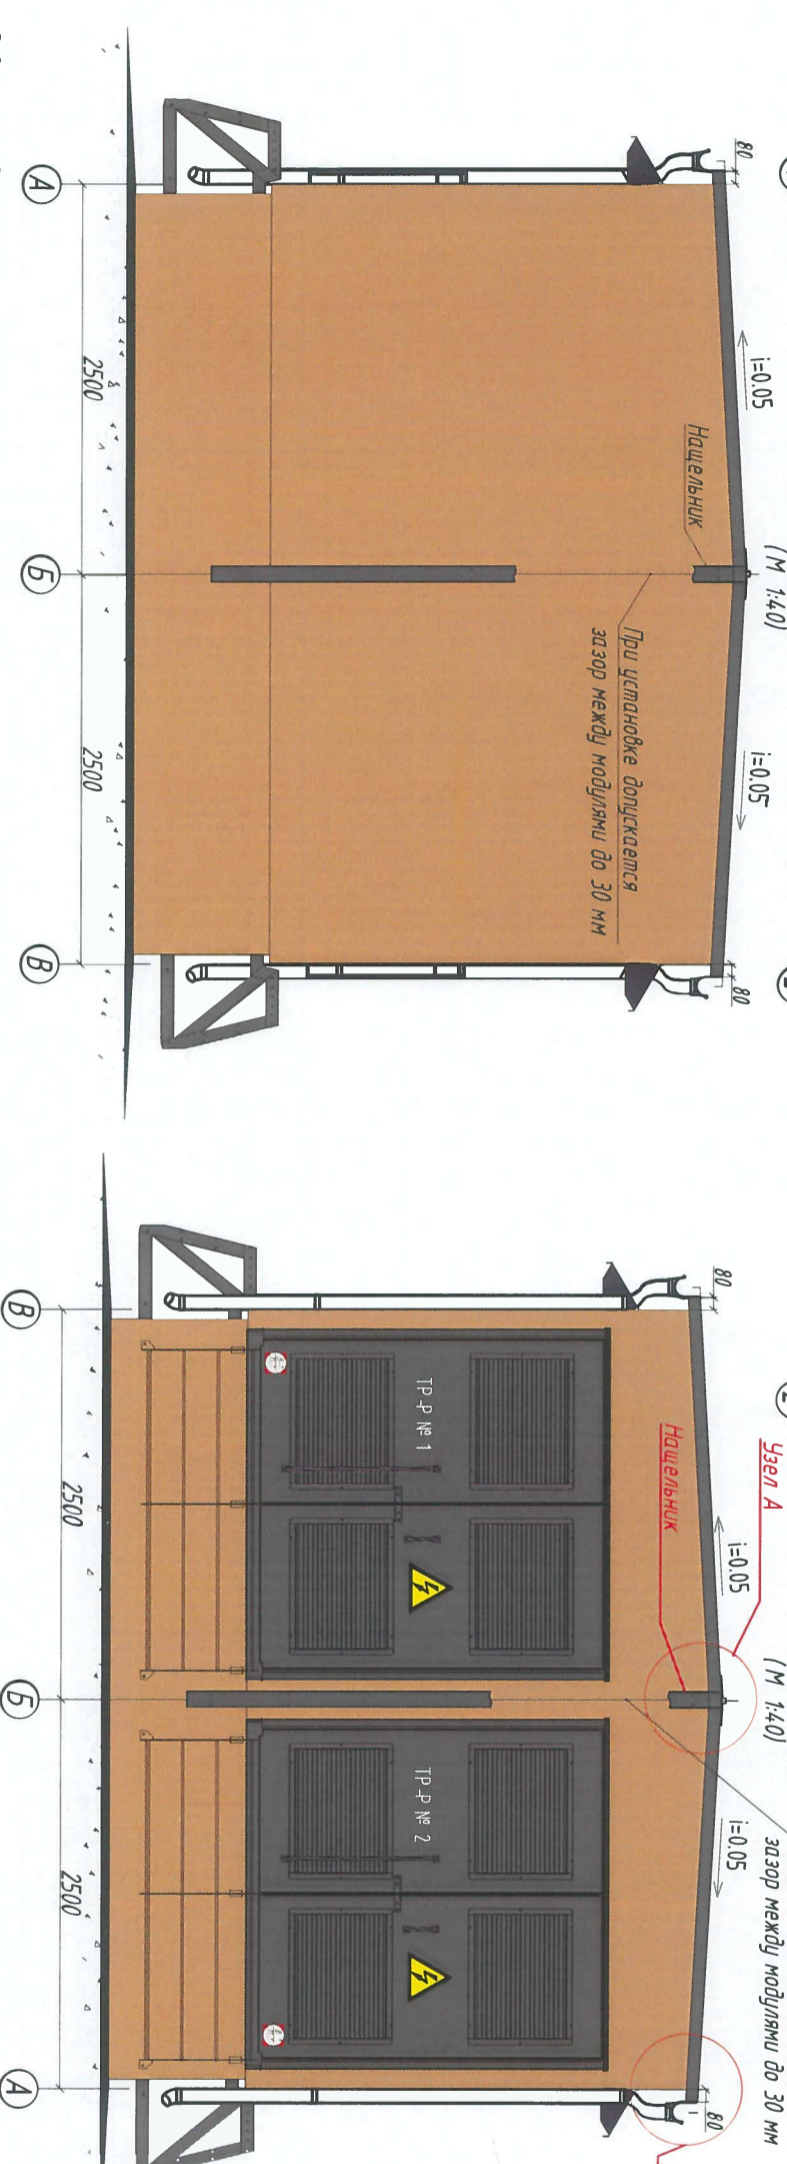 (М 1:40)
80
i=0.05
i=0.05
80
Нащельник
При установке допускается
зазор между модулями до 30 мм
2500
2500
А
Б
В
Узел А
(М 1:40)
зазор между модулями до 30 мм
80
i=0.05
i=0.05
80
Нащельник
ТР-Р № 1
ТР-Р № 2
2500
2500
В
Б
А